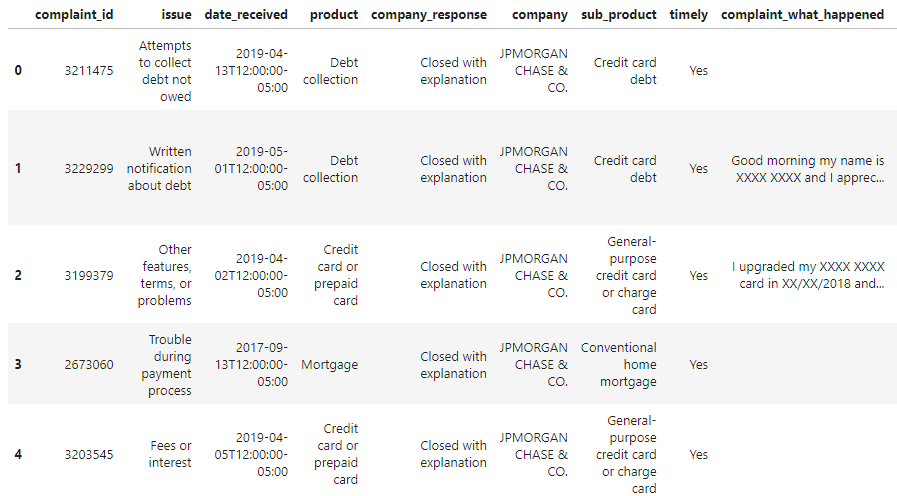 complaint_id issue date_received product company_response company sub_product timely complaint_what_happened
0 3211475 Attempts to collect debt not owed 2019-04-13T12:00:00-05:00 Debt collection Closed with explanation JPMORGAN CHASE & CO. Credit card debt Yes
1 3229299 Written notification about debt 2019-05-01T12:00:00-05:00 Debt collection Closed with explanation JPMORGAN CHASE & CO. Credit card debt Yes Good morning my name is XXXX XXXX and I apprec...
2 3199379 Other features, terms, or problems 2019-04-02T12:00:00-05:00 Credit card or prepaid card Closed with explanation JPMORGAN CHASE & CO. General-purpose credit card or charge card Yes I upgraded my XXXX XXXX card in XX/XX/2018 and...
3 2673060 Trouble during payment process 2017-09-13T12:00:00-05:00 Mortgage Closed with explanation JPMORGAN CHASE & CO. Conventional home mortgage Yes
4 3203545 Fees or interest 2019-04-05T12:00:00-05:00 Credit card or prepaid card Closed with explanation JPMORGAN CHASE & CO. General-purpose credit card or charge card Yes